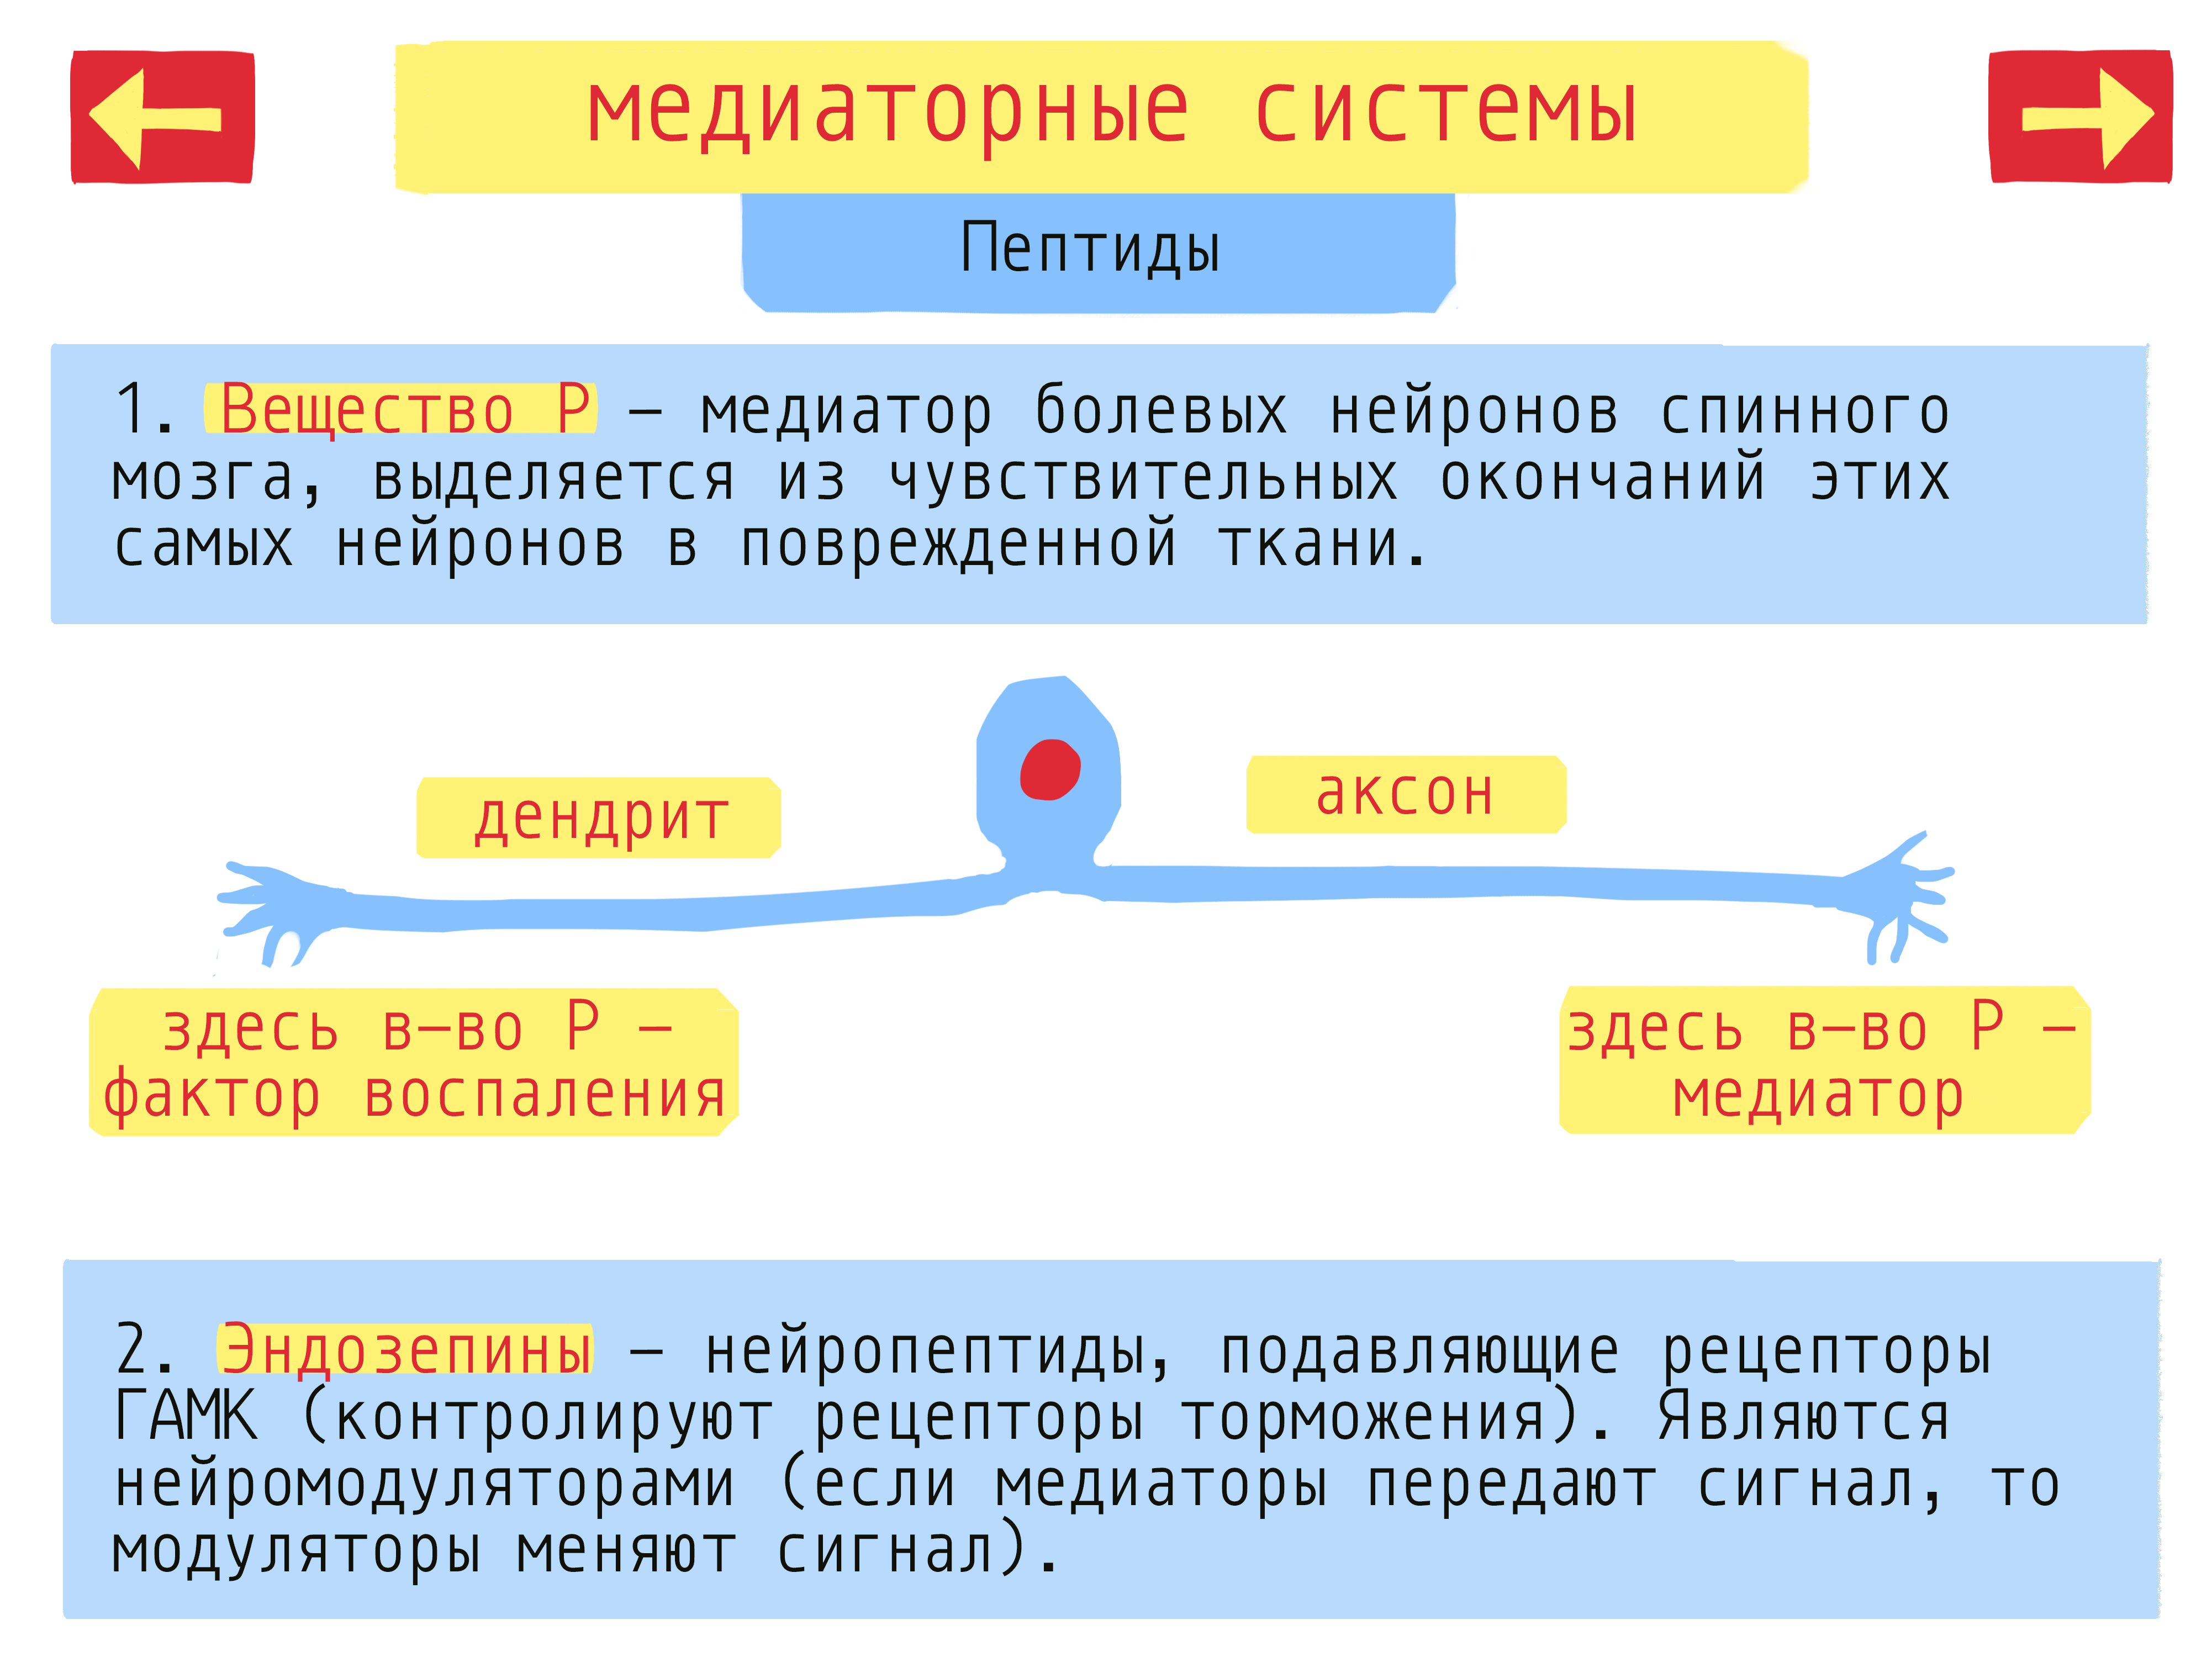 медиаторные системы
Пептиды
1. Вещество Р — медиатор болевых нейронов спинного
мозга, выделяется из чувствительных окончаний этих
самых нейронов в поврежденной ткани.
дендрит
аксон
здесь в-во Р —
фактор воспаления
здесь в-во Р —
медиатор
2. Эндозепины — нейропептиды, подавляющие рецепторы
ГАМК (контролируют рецепторы торможения). Являются
нейромодуляторами (если медиаторы передают сигнал, то
модуляторы меняют сигнал).